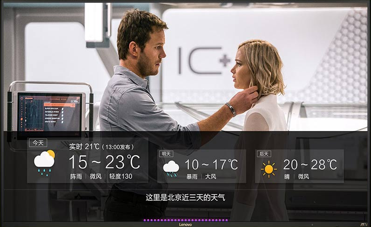 IC+
今天
实时 21℃ (13:00发布)
15～23℃
阵雨 微风 轻度130
明天
10～17℃
暴雨 大风
后天
20～28℃
晴 微风
这里是北京近三天的天气
Lenovo